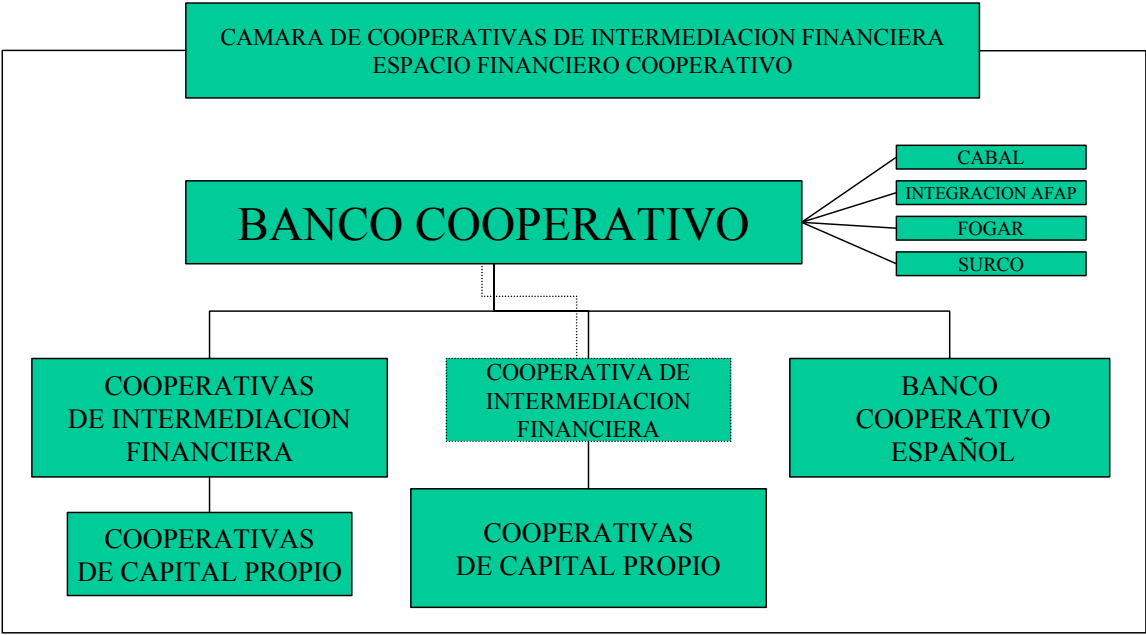 CAMARA DE COOPERATIVAS DE INTERMEDIACION FINANCIERA
ESPACIO FINANCIERO COOPERATIVO
CABAL
INTEGRACION AFAP
FOGAR
SURCO
BANCO COOPERATIVO
COOPERATIVAS
DE INTERMEDIACION
FINANCIERA
COOPERATIVA DE
INTERMEDIACION
FINANCIERA
BANCO
COOPERATIVO
ESPAÑOL
COOPERATIVAS
DE CAPITAL PROPIO
COOPERATIVAS
DE CAPITAL PROPIO